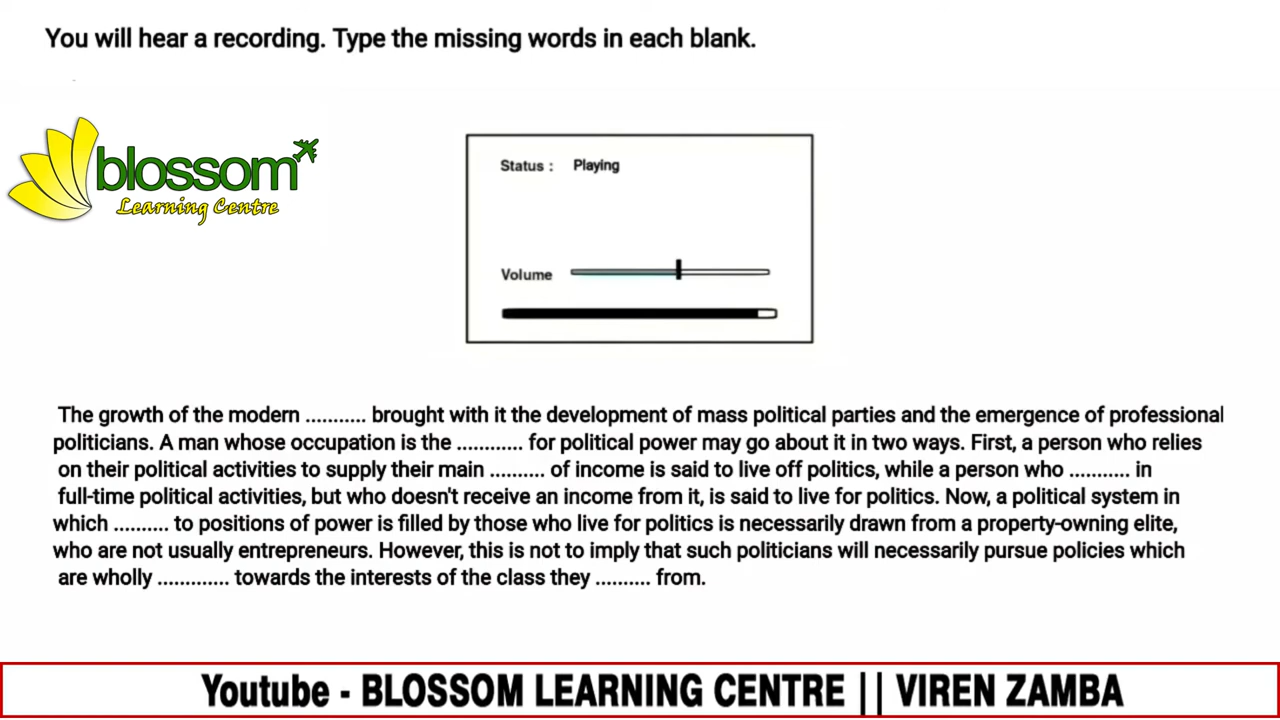 You will hear a recording. Type the missing words in each blank.
blossom
Learning Centre
Status : Playing
Volume
The growth of the modern ........... brought with it the development of mass political parties and the emergence of professional
politicians. A man whose occupation is the ............ for political power may go about it in two ways. First, a person who relies
on their political activities to supply their main .......... of income is said to live off politics, while a person who ........... in
full-time political activities, but who doesn't receive an income from it, is said to live for politics. Now, a political system in
which .......... to positions of power is filled by those who live for politics is necessarily drawn from a property-owning elite,
who are not usually entrepreneurs. However, this is not to imply that such politicians will necessarily pursue policies which
are wholly ............. towards the interests of the class they .......... from.
Youtube - BLOSSOM LEARNING CENTRE || VIREN ZAMBA